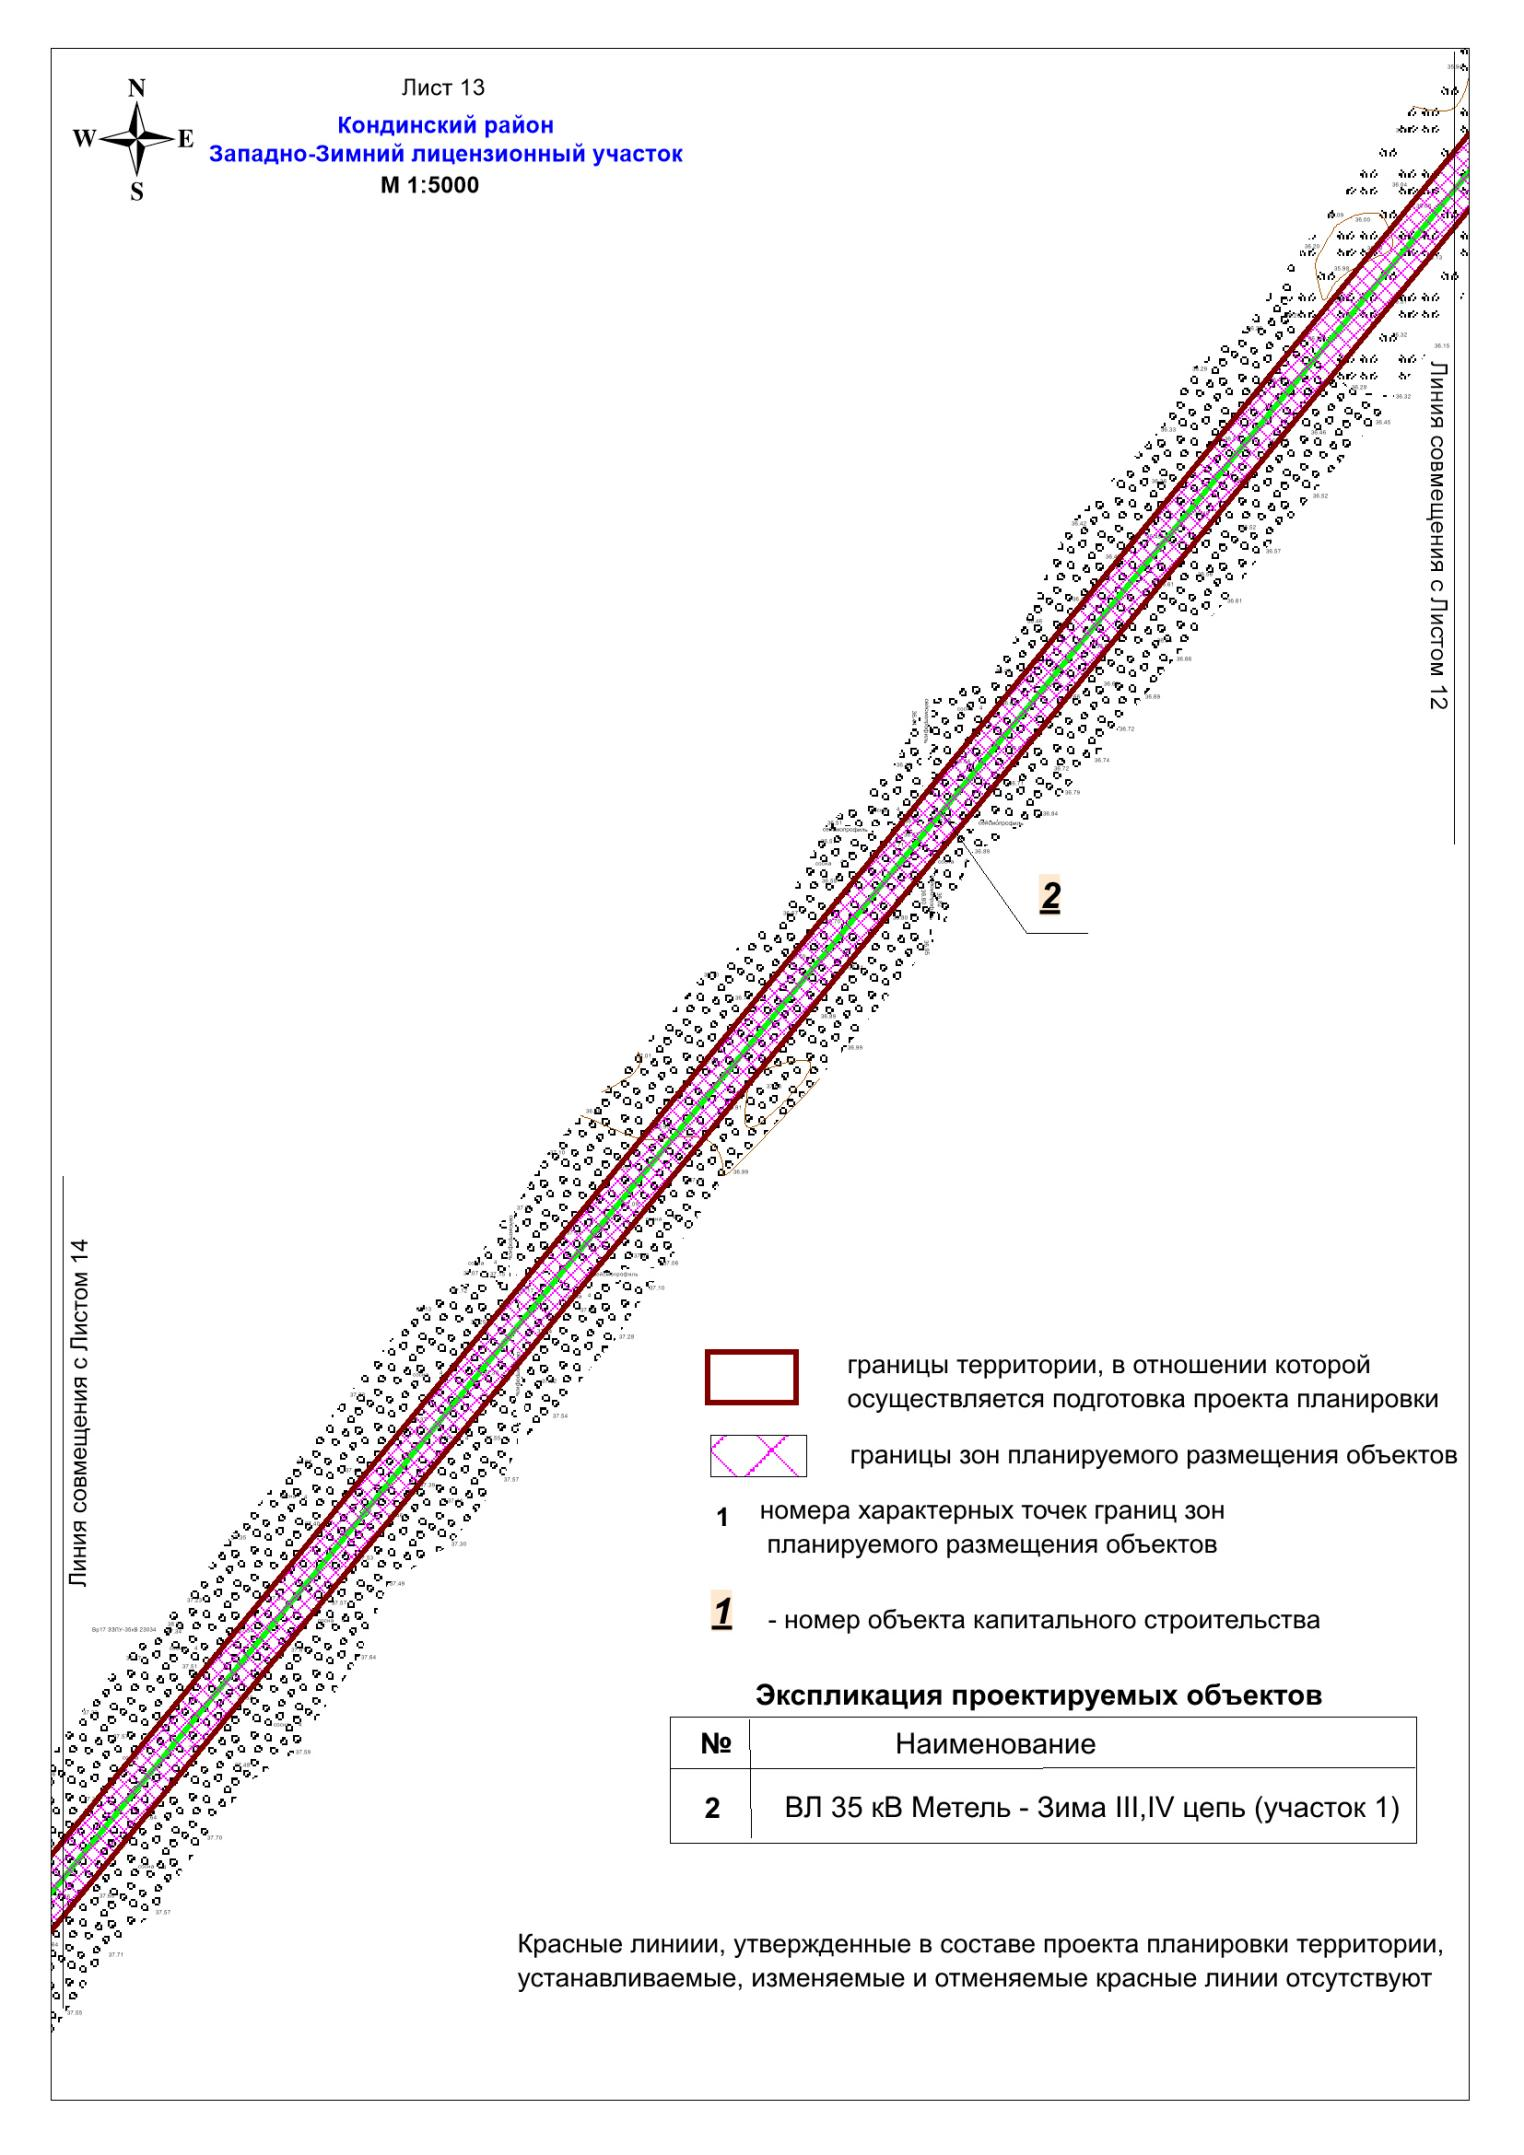 Лист 13
N
W
E
S
Кондинский район
Западно-Зимний лицензионный участок
М 1:5000
Линия совмещения с Листом 12
2
Линия совмещения с Листом 14
границы территории, в отношении которой
осуществляется подготовка проекта планировки
границы зон планируемого размещения объектов
1 номера характерных точек границ зон
планируемого размещения объектов
1 - номер объекта капитального строительства
Экспликация проектируемых объектов
№ Наименование
2 ВЛ 35 кВ Метель - Зима III,IV цепь (участок 1)
Красные линиии, утвержденные в составе проекта планировки территории,
устанавливаемые, изменяемые и отменяемые красные линии отсутствуют